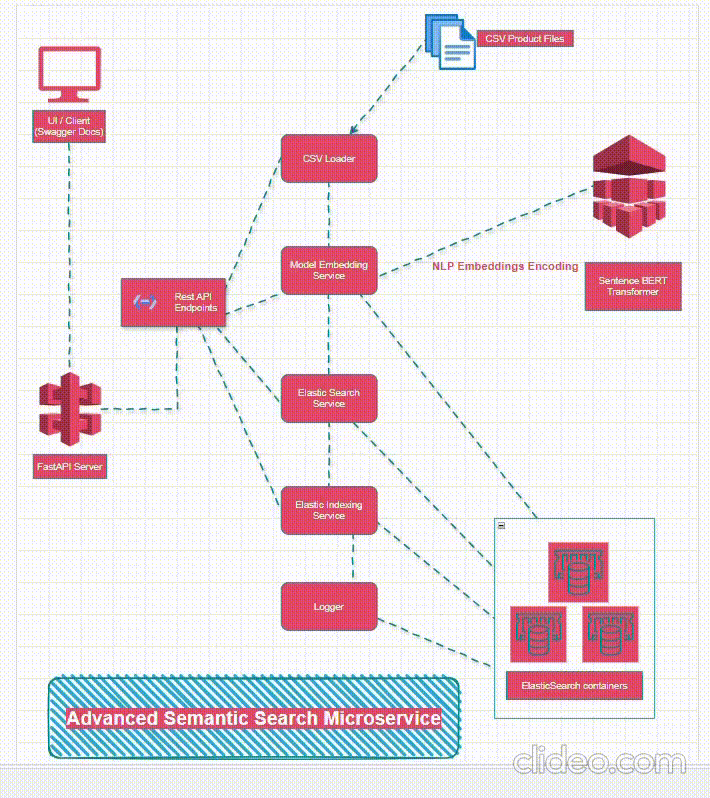 CSV Product Files
UI / Client
(Swagger Docs)
CSV Loader
Model Embedding
Service
NLP Embeddings Encoding
Sentence BERT
Transformer
Rest API
Endpoints
Elastic Search
Service
FastAPI Server
Elastic Indexing
Service
Logger
ElasticSearch containers
Advanced Semantic Search Microservice
clideo.com